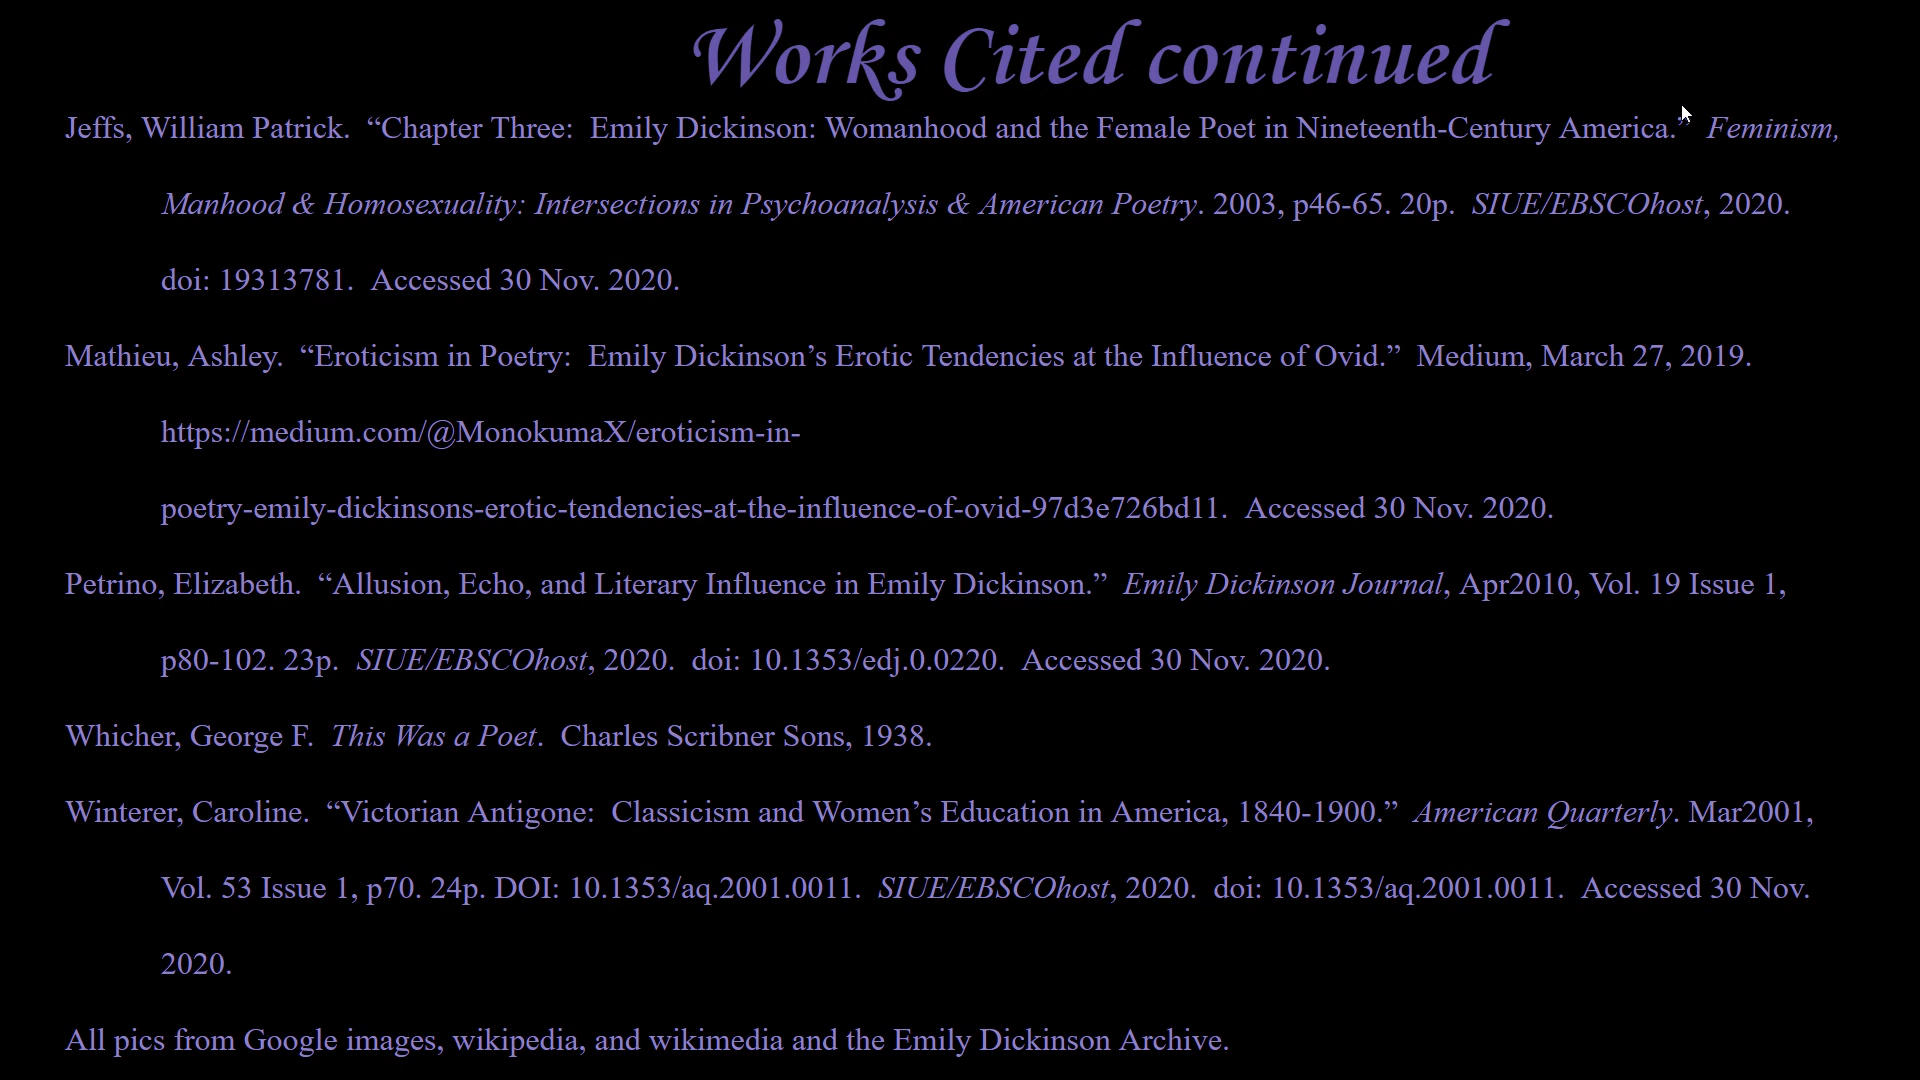 Works Cited continued
Jeffs, William Patrick.  “Chapter Three:  Emily Dickinson: Womanhood and the Female Poet in Nineteenth-Century America.”  Feminism,
Manhood & Homosexuality: Intersections in Psychoanalysis & American Poetry. 2003, p46-65. 20p.  SIUE/EBSCOhost, 2020.
doi: 19313781.  Accessed 30 Nov. 2020.
Mathieu, Ashley.  “Eroticism in Poetry:  Emily Dickinson’s Erotic Tendencies at the Influence of Ovid.”  Medium, March 27, 2019.
https://medium.com/@MonokumaX/eroticism-in-
poetry-emily-dickinsons-erotic-tendencies-at-the-influence-of-ovid-97d3e726bd11.  Accessed 30 Nov. 2020.
Petrino, Elizabeth.  “Allusion, Echo, and Literary Influence in Emily Dickinson.”  Emily Dickinson Journal, Apr2010, Vol. 19 Issue 1,
p80-102. 23p.  SIUE/EBSCOhost, 2020.  doi: 10.1353/edj.0.0220.  Accessed 30 Nov. 2020.
Whicher, George F.  This Was a Poet.  Charles Scribner Sons, 1938.
Winterer, Caroline.  “Victorian Antigone:  Classicism and Women’s Education in America, 1840-1900.”  American Quarterly. Mar2001,
Vol. 53 Issue 1, p70. 24p. DOI: 10.1353/aq.2001.0011.  SIUE/EBSCOhost, 2020.  doi: 10.1353/aq.2001.0011.  Accessed 30 Nov.
2020.
All pics from Google images, wikipedia, and wikimedia and the Emily Dickinson Archive.